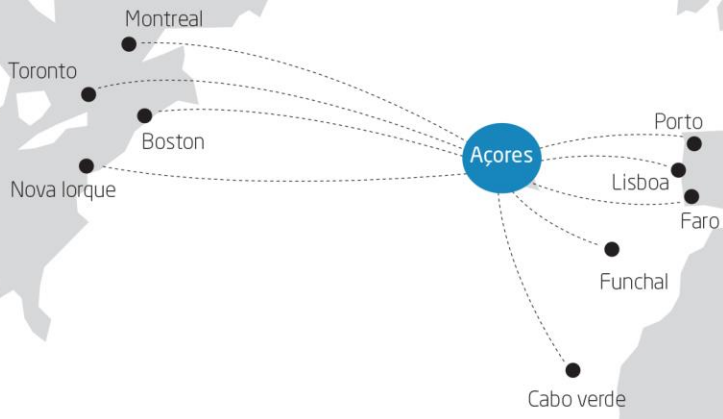 Montreal
Toronto
Boston
Nova Iorque
Açores
Porto
Lisboa
Faro
Funchal
Cabo verde